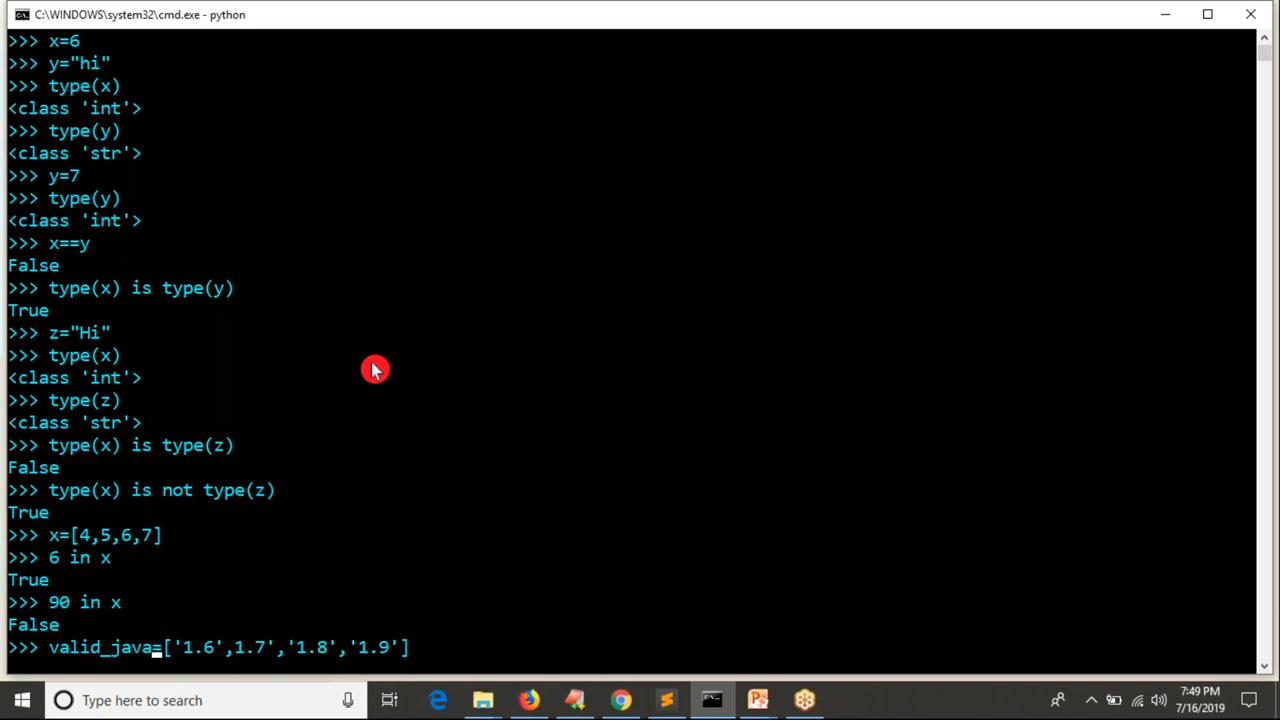 C:\WINDOWS\system32\cmd.exe - python
>>> x=6
>>> y="hi"
>>> type(x)
<class 'int'>
>>> type(y)
<class 'str'>
>>> y=7
>>> type(y)
<class 'int'>
>>> x==y
False
>>> type(x) is type(y)
True
>>> z="Hi"
>>> type(x)
<class 'int'>
>>> type(z)
<class 'str'>
>>> type(x) is type(z)
False
>>> type(x) is not type(z)
True
>>> x=[4,5,6,7]
>>> 6 in x
True
>>> 90 in x
False
>>> valid_java=['1.6',1.7','1.8','1.9']
Type here to search
7:49 PM
7/16/2019